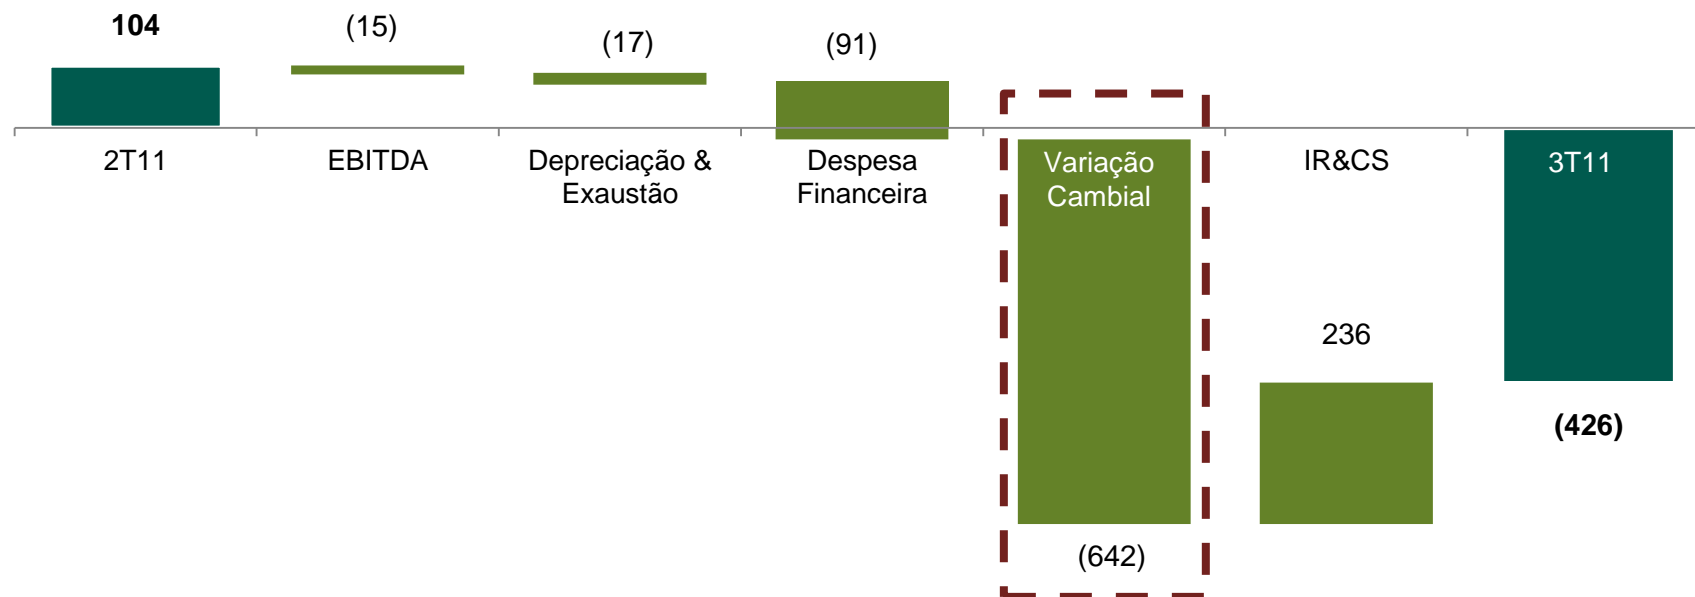 104
(15)
(17)
(91)
2T11
EBITDA
Depreciação &
Exaustão
Despesa
Financeira
Variação
Cambial
IR&CS
3T11
236
(426)
(642)